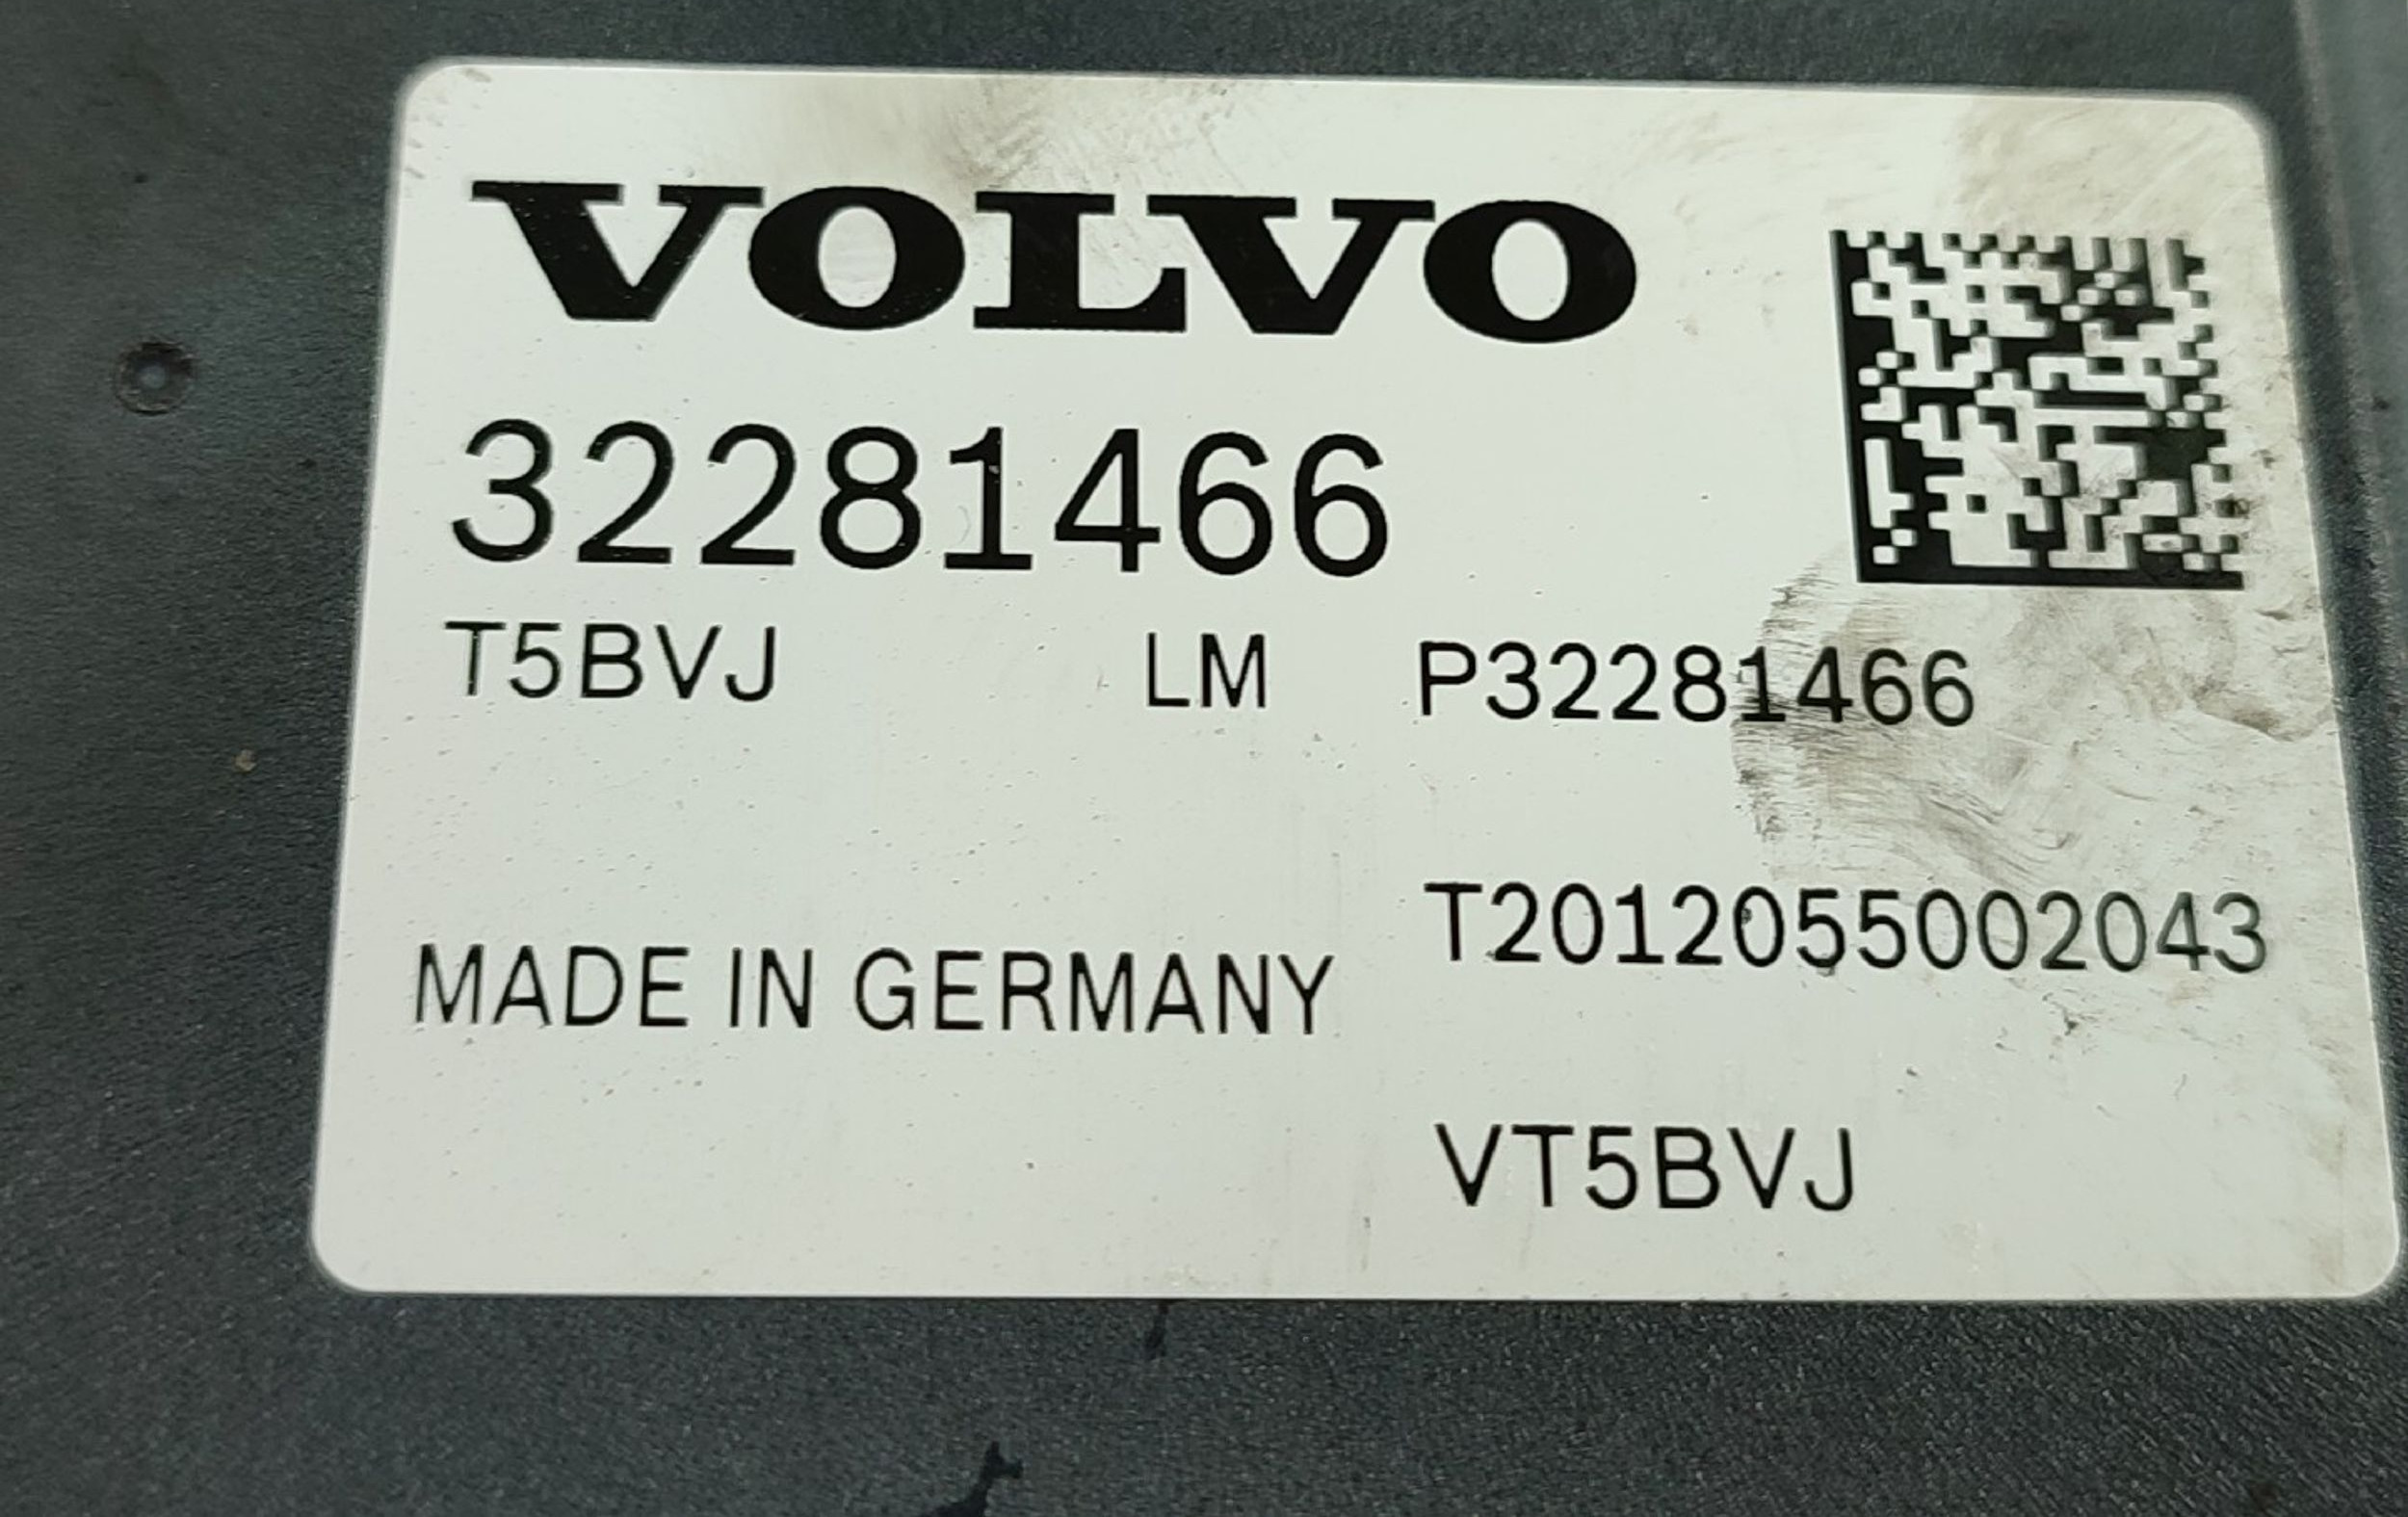 VOLVO
32281466
T5BVJ LM P32281466
T2012055002043
MADE IN GERMANY
VT5BVJ